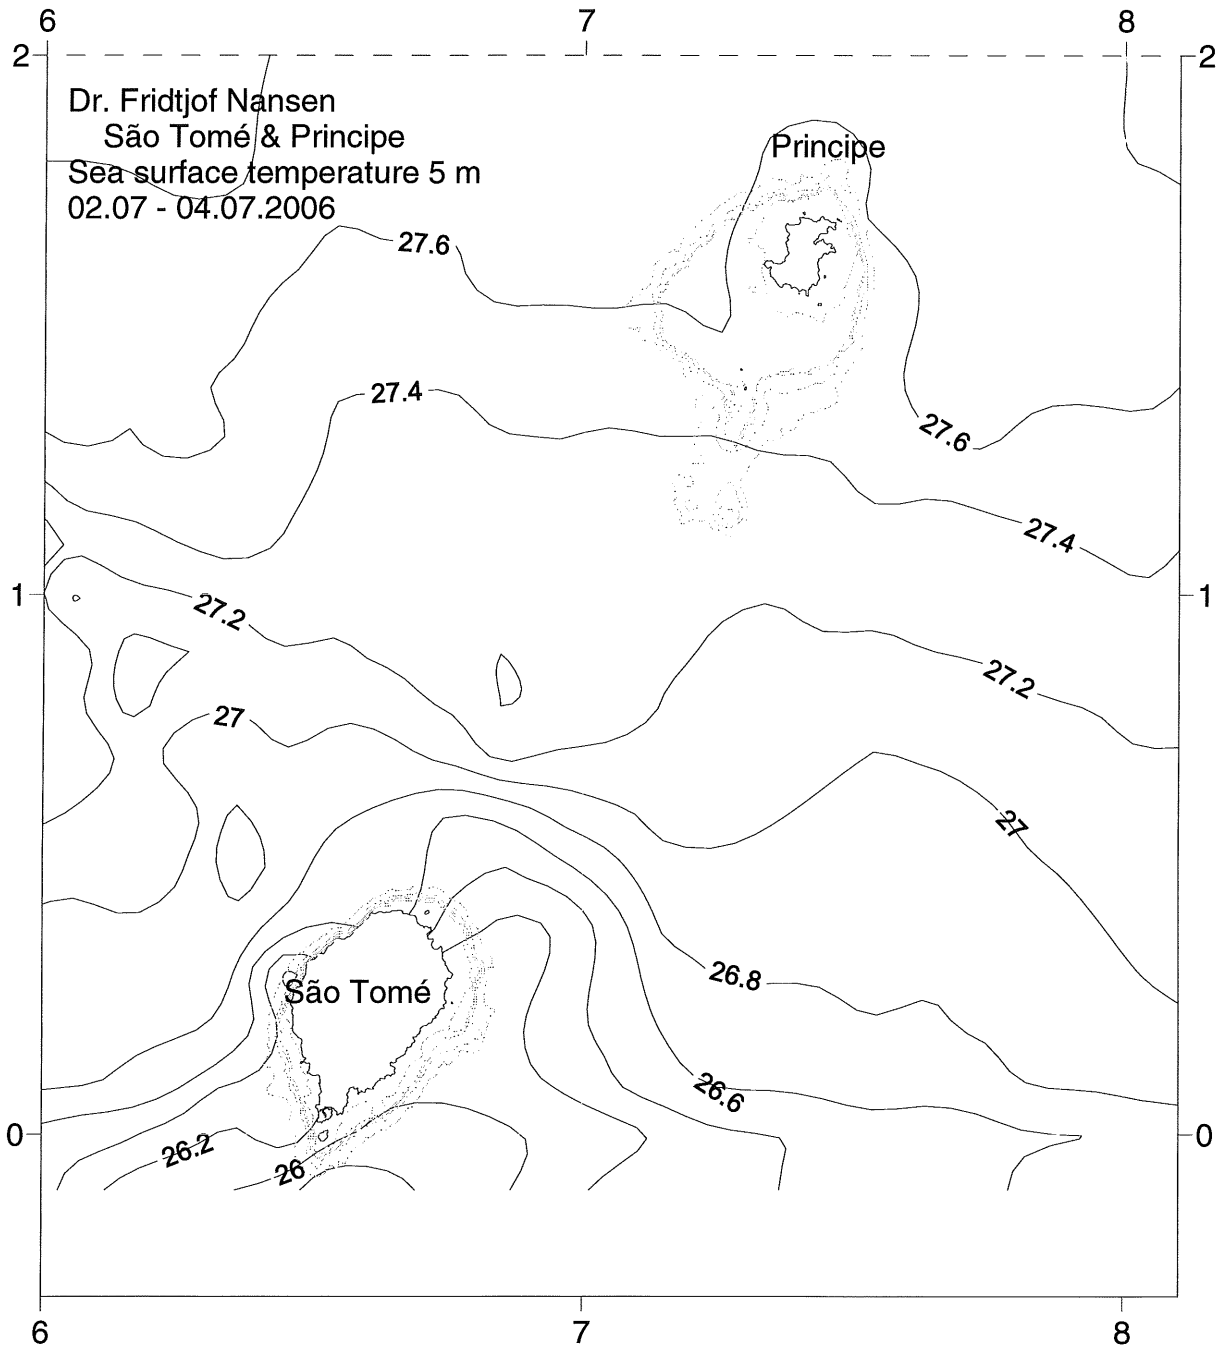 6 7 8
2 2
Dr. Fridtjof Nansen
São Tomé & Principe
Sea surface temperature 5 m
02.07 - 04.07.2006
Principe
27.6
27.4
27.6
27.4
1 1
27.2
27.2
27
27
26.8
São Tomé
26.6
0 0
26.2
26
6 7 8